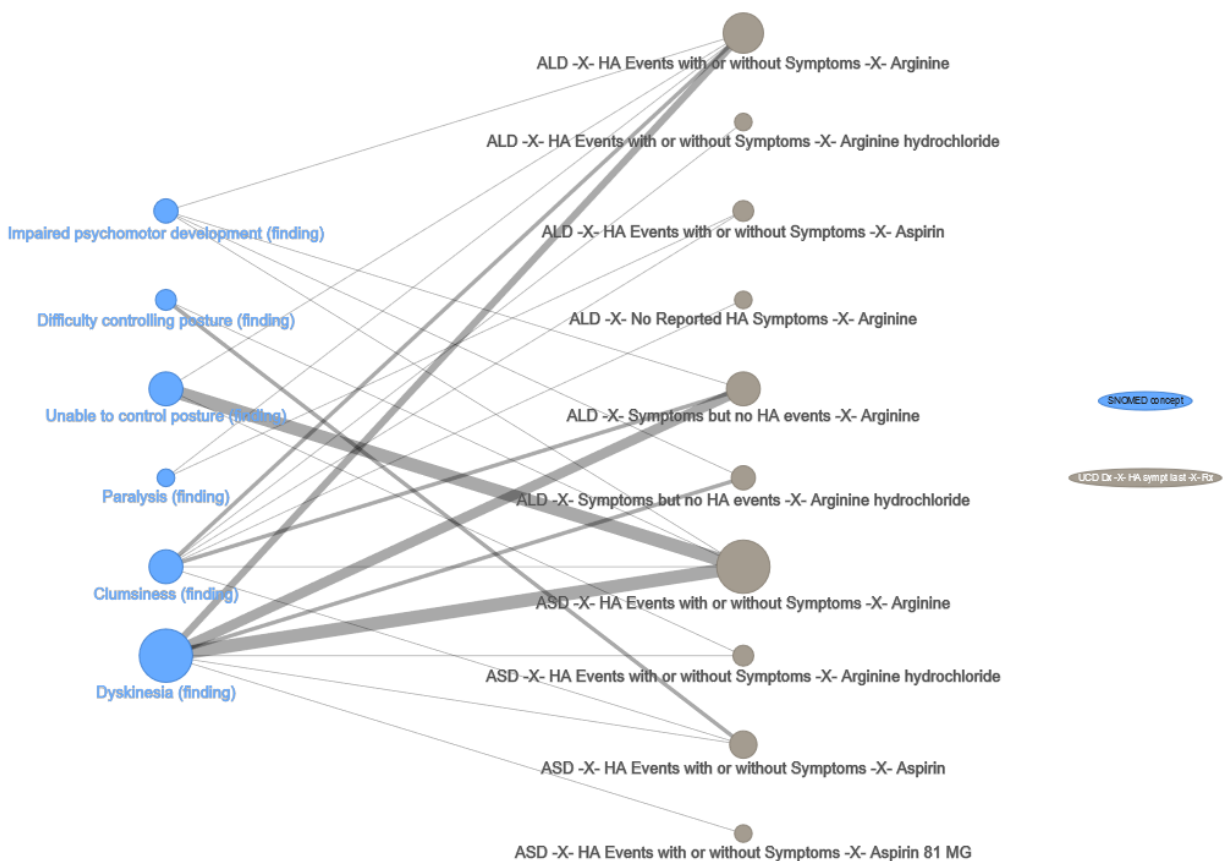 ALD -X- HA Events with or without Symptoms -X- Arginine
ALD -X- HA Events with or without Symptoms -X- Arginine hydrochloride
Impaired psychomotor development (finding)
ALD -X- HA Events with or without Symptoms -X- Aspirin
Difficulty controlling posture (finding)
ALD -X- No Reported HA Symptoms -X- Arginine
Unable to control posture (finding)
ALD -X- Symptoms but no HA events -X- Arginine
SNOMED concept
Paralysis (finding)
ALD -X- Symptoms but no HA events -X- Arginine hydrochloride
UCD Dx -X- HA sympt last -X- Rx
Clumsiness (finding)
ASD -X- HA Events with or without Symptoms -X- Arginine
Dyskinesia (finding)
ASD -X- HA Events with or without Symptoms -X- Arginine hydrochloride
ASD -X- HA Events with or without Symptoms -X- Aspirin
ASD -X- HA Events with or without Symptoms -X- Aspirin 81 MG